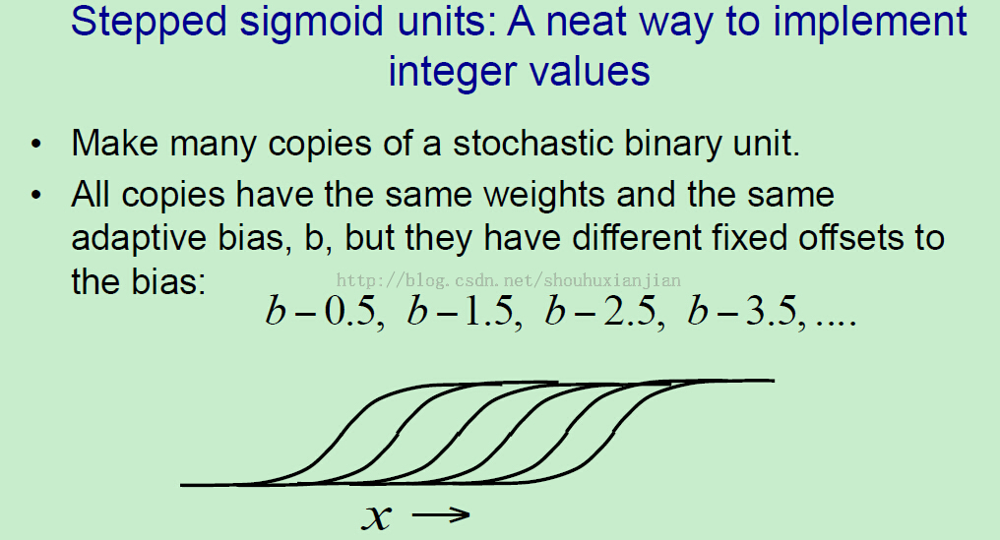 Stepped sigmoid units: A neat way to implement
integer values
• Make many copies of a stochastic binary unit.
• All copies have the same weights and the same
adaptive bias, b, but they have different fixed offsets to
the bias:
http://blog.csdn.net/shouhuxianjian
b − 0.5, b − 1.5, b − 2.5, b − 3.5, ....
x →